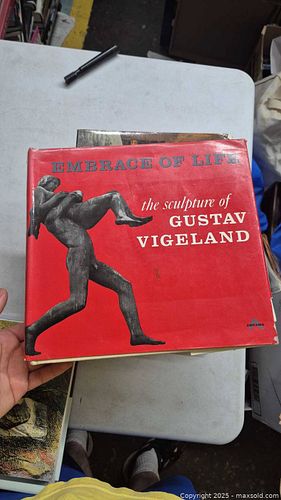 EMBRACE OF LIFE
the sculpture of
GUSTAV
VIGELAND
Copyright © 2025 - maxsold.com